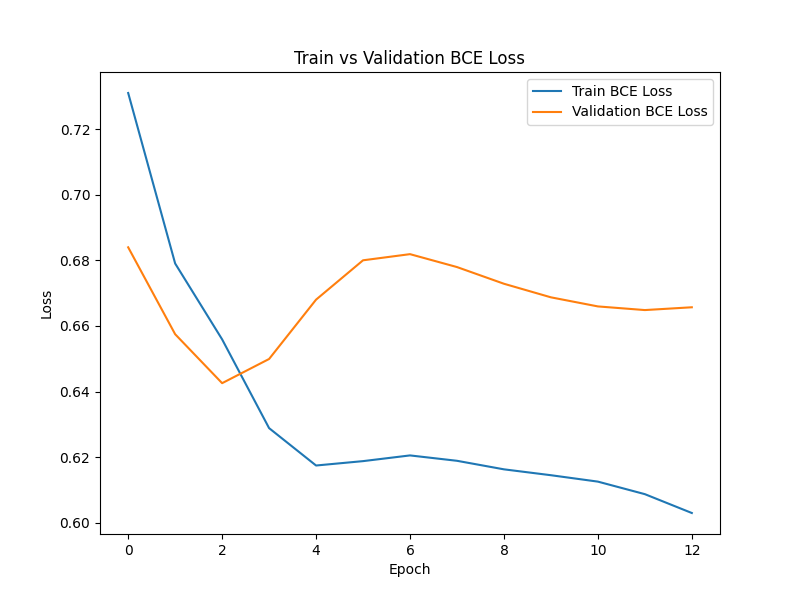 Train vs Validation BCE Loss
Train BCE Loss
Validation BCE Loss
0.72
0.70
0.68
0.66
0.64
0.62
0.60
Loss
0 2 4 6 8 10 12
Epoch